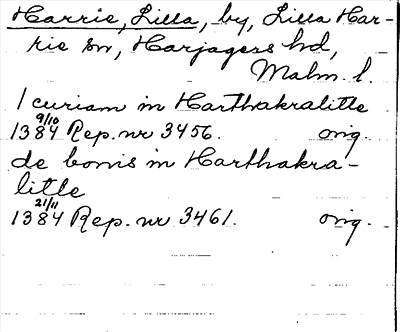 Harrie, Lilla, by, Lilla Har-
rie sn, Harjagers hd,
Malm. l.
1 curiam in Harthakralitle
9/10
1384 Rep. nr 3456. orig.
de bonis in Harthakra-
litle
21/11
1384 Rep. nr 3461. orig.